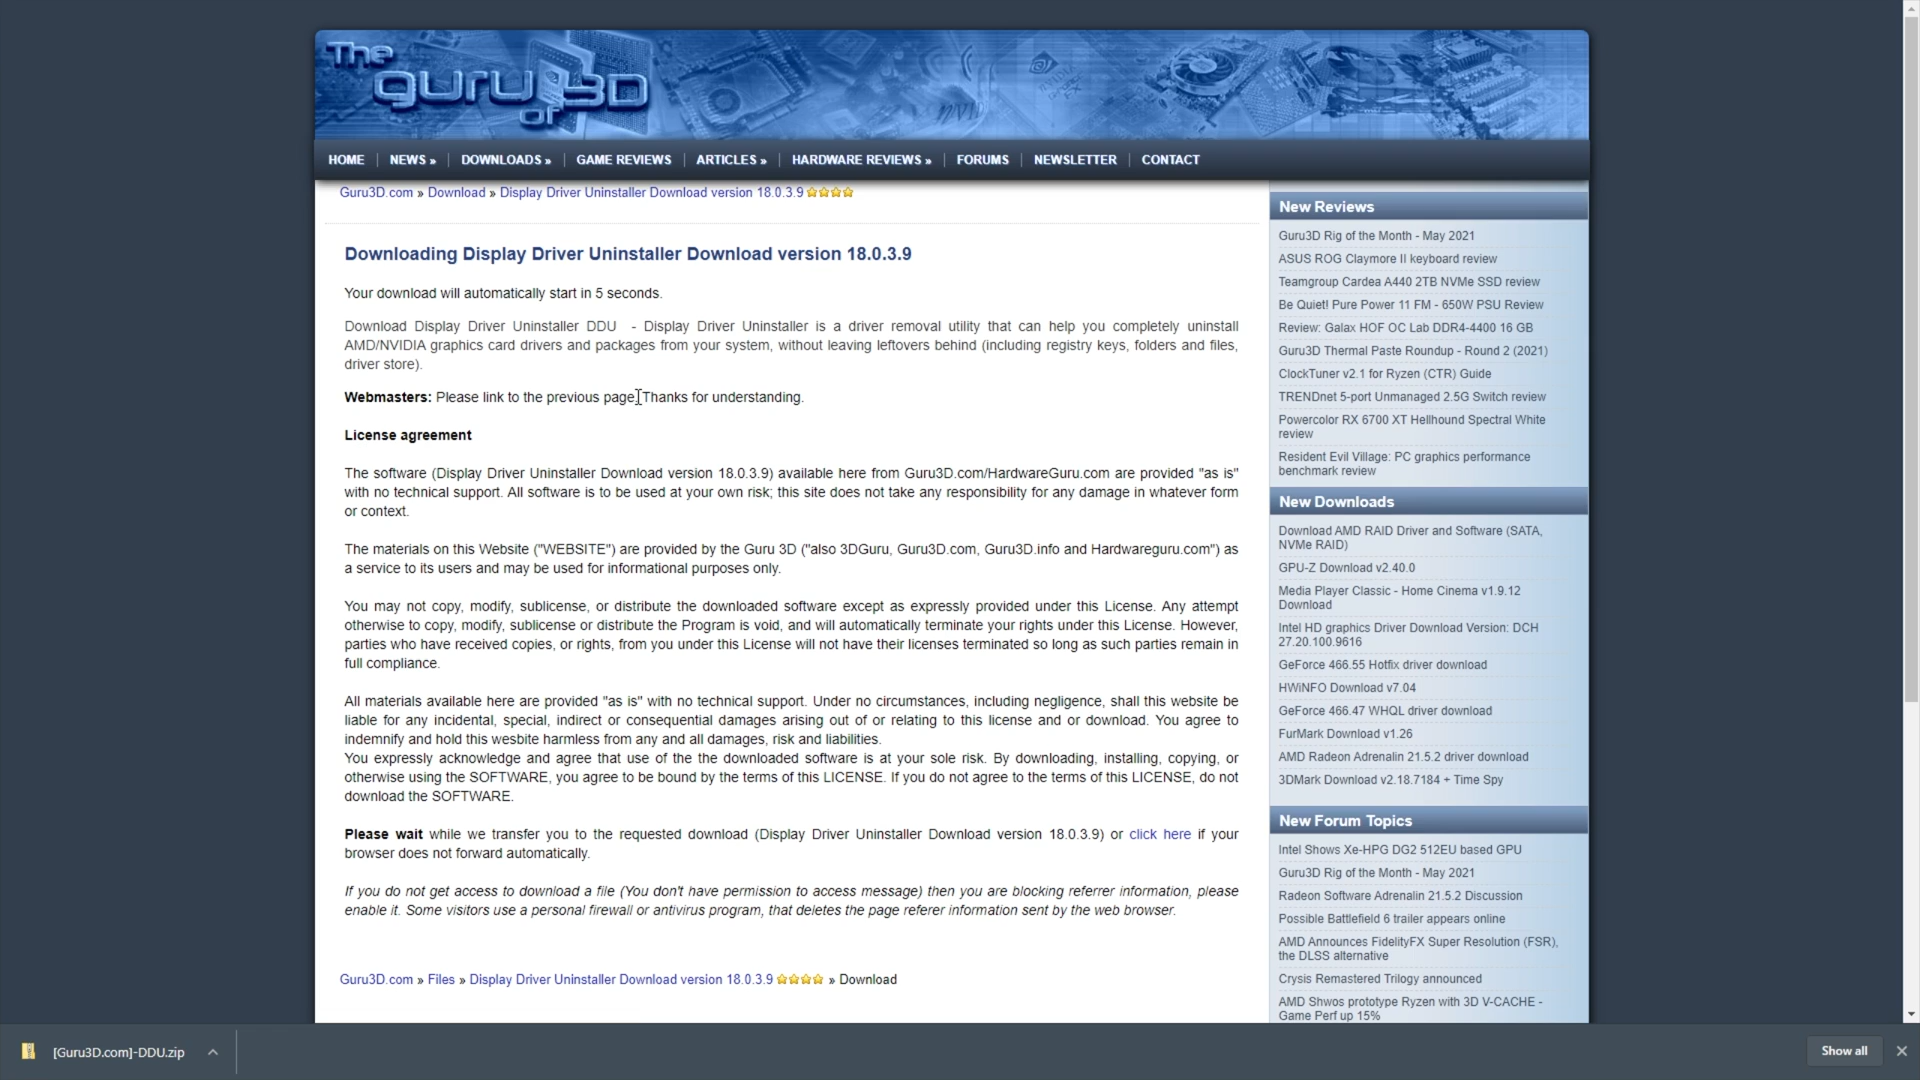 The guru of 3D
HOME NEWS » DOWNLOADS » GAME REVIEWS ARTICLES » HARDWARE REVIEWS » FORUMS NEWSLETTER CONTACT
Guru3D.com » Download » Display Driver Uninstaller Download version 18.0.3.9
Downloading Display Driver Uninstaller Download version 18.0.3.9
Your download will automatically start in 5 seconds.
Download Display Driver Uninstaller DDU - Display Driver Uninstaller is a driver removal utility that can help you completely uninstall
AMD/NVIDIA graphics card drivers and packages from your system, without leaving leftovers behind (including registry keys, folders and files,
driver store).
Webmasters: Please link to the previous page. Thanks for understanding.
License agreement
The software (Display Driver Uninstaller Download version 18.0.3.9) available here from Guru3D.com/HardwareGuru.com are provided "as is"
with no technical support. All software is to be used at your own risk; this site does not take any responsibility for any damage in whatever form
or context.
The materials on this Website ("WEBSITE") are provided by the Guru 3D ("also 3DGuru, Guru3D.com, Guru3D.info and Hardwareguru.com") as
a service to its users and may be used for informational purposes only.
You may not copy, modify, sublicense, or distribute the downloaded software except as expressly provided under this License. Any attempt
otherwise to copy, modify, sublicense or distribute the Program is void, and will automatically terminate your rights under this License. However,
parties who have received copies, or rights, from you under this License will not have their licenses terminated so long as such parties remain in
full compliance.
All materials available here are provided "as is" with no technical support. Under no circumstances, including negligence, shall this website be
liable for any incidental, special, indirect or consequential damages arising out of or relating to this license and or download. You agree to
indemnify and hold this wesbite harmless from any and all damages, risk and liabilities.
You expressly acknowledge and agree that use of the the downloaded software is at your sole risk. By downloading, installing, copying, or
otherwise using the SOFTWARE, you agree to be bound by the terms of this LICENSE. If you do not agree to the terms of this LICENSE, do not
download the SOFTWARE.
Please wait while we transfer you to the requested download (Display Driver Uninstaller Download version 18.0.3.9) or click here if your
browser does not forward automatically.
If you do not get access to download a file (You don't have permission to access message) then you are blocking referrer information, please
enable it. Some visitors use a personal firewall or antivirus program, that deletes the page referer information sent by the web browser.
Guru3D.com » Files » Display Driver Uninstaller Download version 18.0.3.9 » Download
New Reviews
Guru3D Rig of the Month - May 2021
ASUS ROG Claymore II keyboard review
Teamgroup Cardea A440 2TB NVMe SSD review
Be Quiet! Pure Power 11 FM - 650W PSU Review
Review: Galax HOF OC Lab DDR4-4400 16 GB
Guru3D Thermal Paste Roundup - Round 2 (2021)
ClockTuner v2.1 for Ryzen (CTR) Guide
TRENDnet 5-port Unmanaged 2.5G Switch review
Powercolor RX 6700 XT Hellhound Spectral White
review
Resident Evil Village: PC graphics performance
benchmark review
New Downloads
Download AMD RAID Driver and Software (SATA,
NVMe RAID)
GPU-Z Download v2.40.0
Media Player Classic - Home Cinema v1.9.12
Download
Intel HD graphics Driver Download Version: DCH
27.20.100.9616
GeForce 466.55 Hotfix driver download
HWiNFO Download v7.04
GeForce 466.47 WHQL driver download
FurMark Download v1.26
AMD Radeon Adrenalin 21.5.2 driver download
3DMark Download v2.18.7184 + Time Spy
New Forum Topics
Intel Shows Xe-HPG DG2 512EU based GPU
Guru3D Rig of the Month - May 2021
Radeon Software Adrenalin 21.5.2 Discussion
Possible Battlefield 6 trailer appears online
AMD Announces FidelityFX Super Resolution (FSR),
the DLSS alternative
Crysis Remastered Trilogy announced
AMD Shwos prototype Ryzen with 3D V-CACHE -
Game Perf up 15%
[Guru3D.com]-DDU.zip
Show all